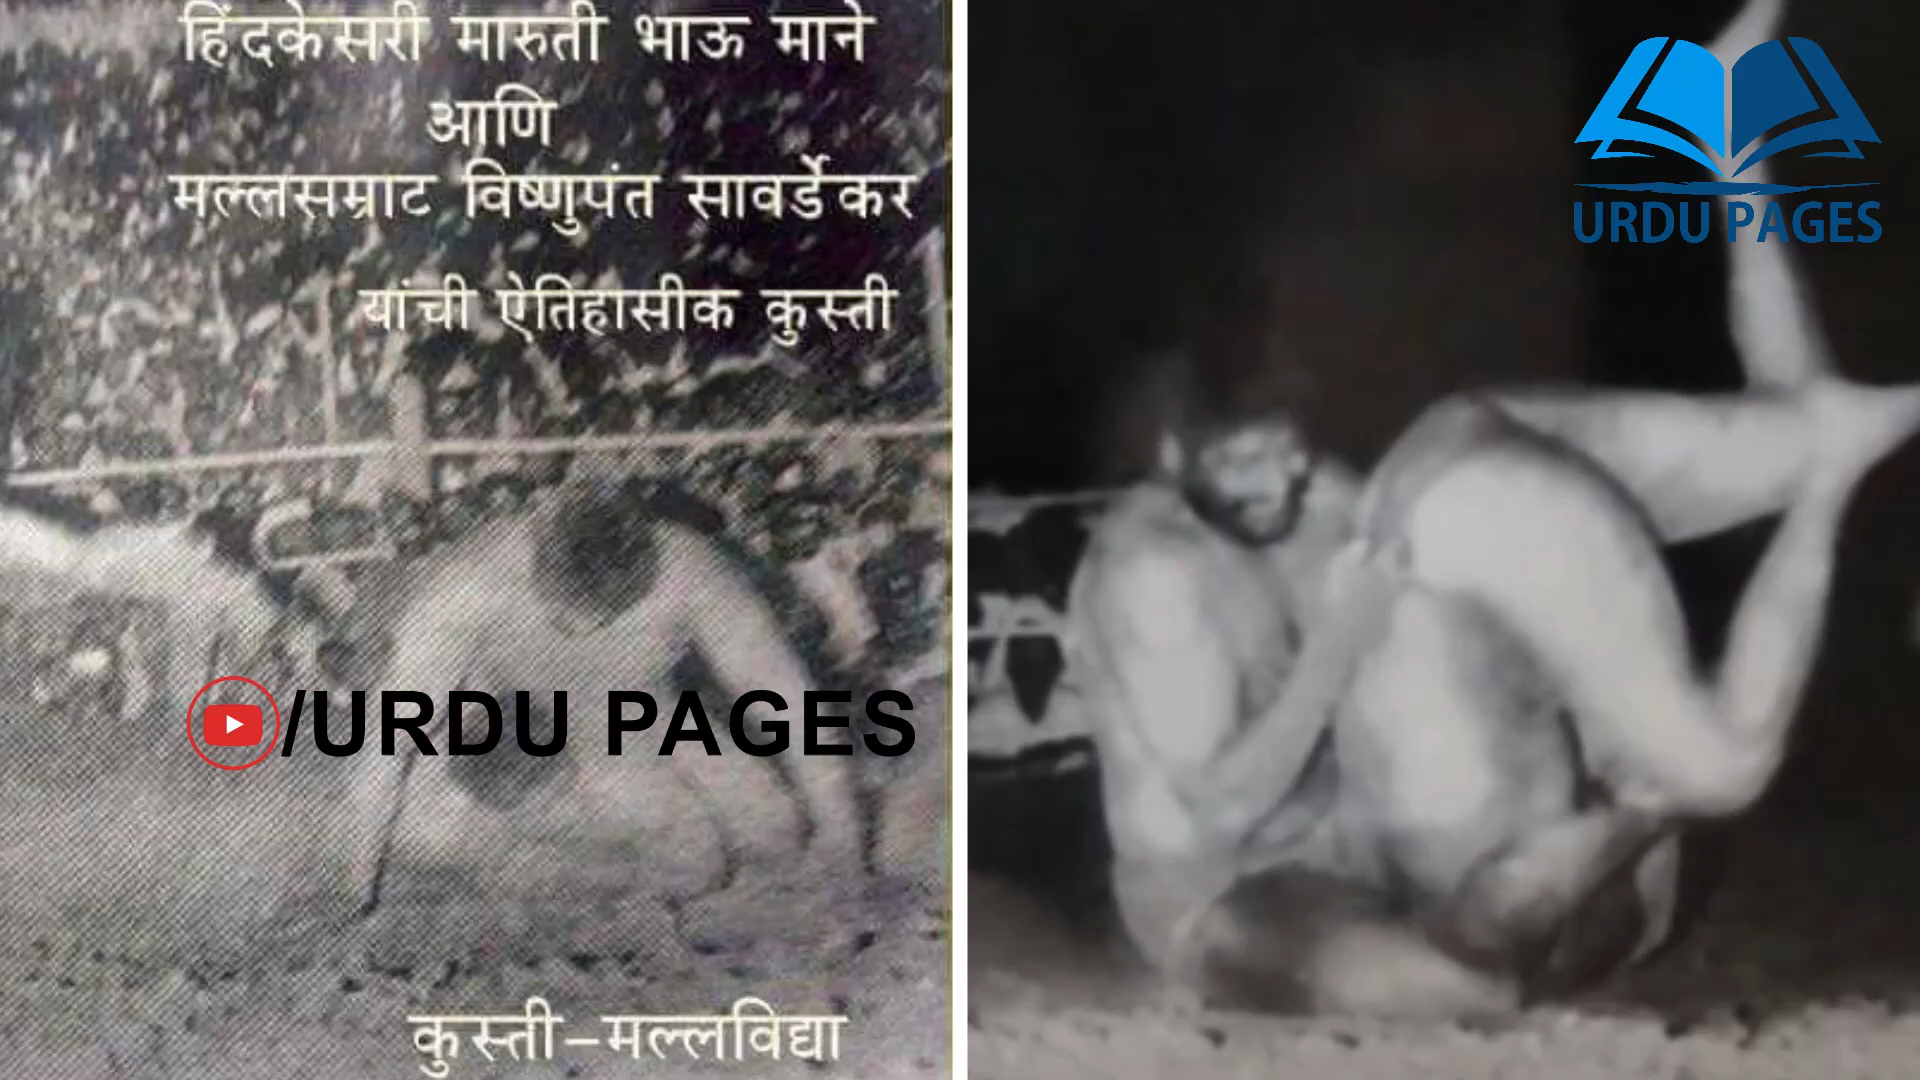 हिंदकेसरी मारुती भाऊ माने
आणि
मल्लसम्राट विष्णुपंत सावर्डेकर
यांची ऐतिहासीक कुस्ती
/URDU PAGES
कुस्ती–मल्लविद्या
URDU PAGES